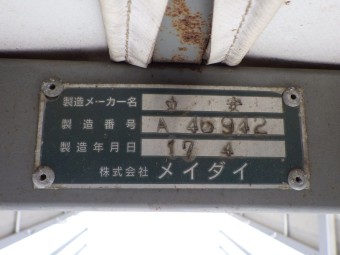 製造メーカー名
製造番号 A 46942
製造年月日 17 4
株式会社 メイダイ